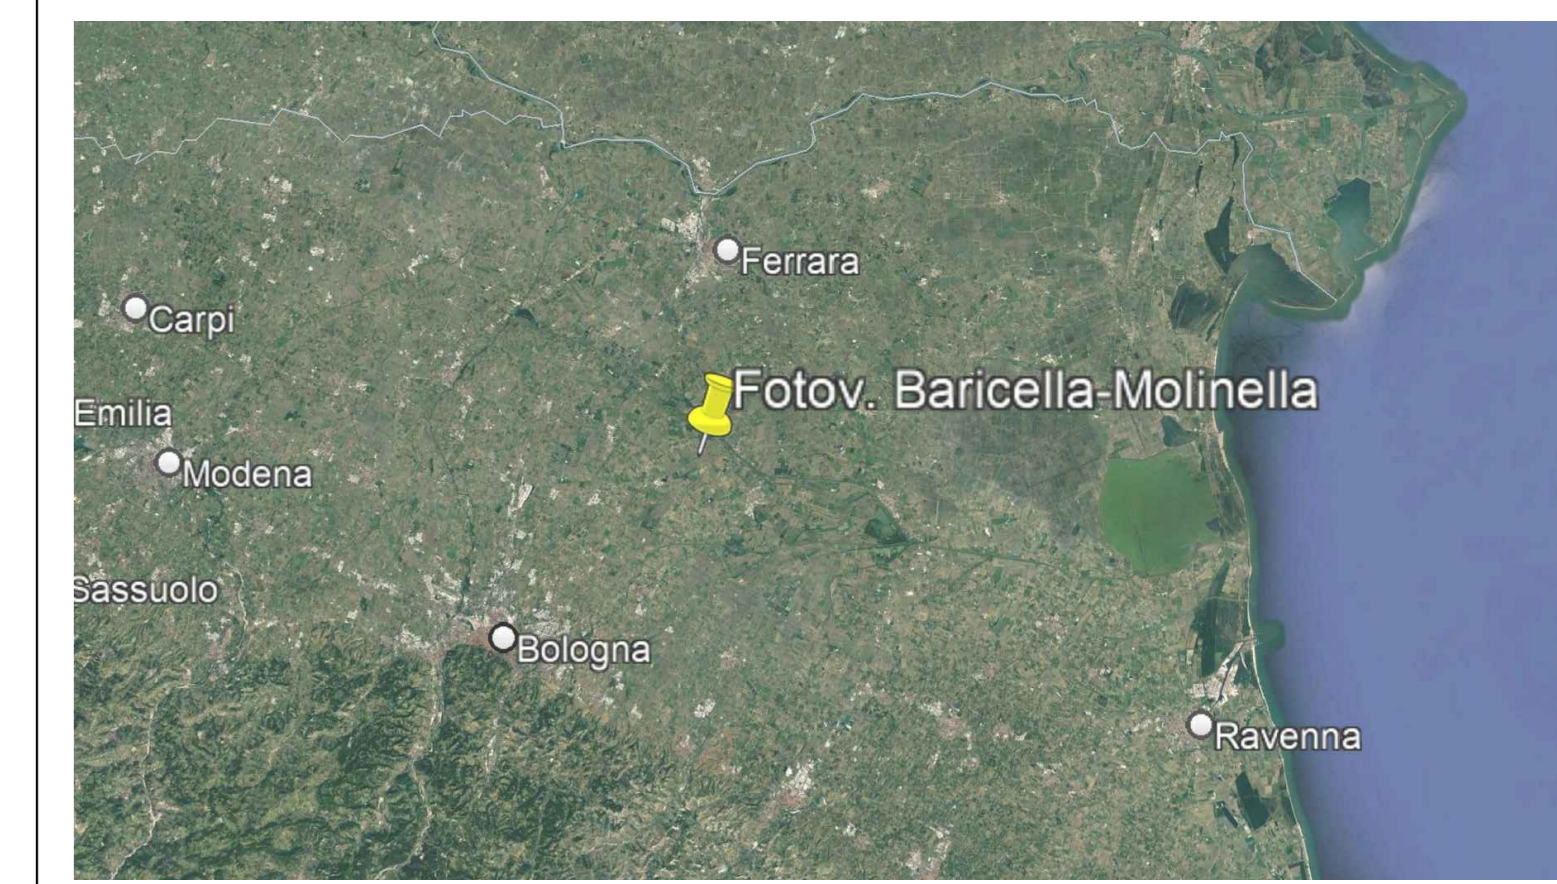 Ferrara
Carpi
Fotov. Baricella-Molinella
Emilia
Modena
Sassuolo
Bologna
Ravenna